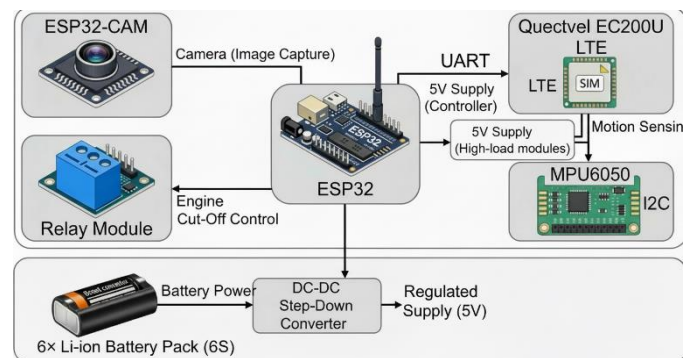 ESP32-CAM
Camera (Image Capture)
UART
Quectvel EC200U
LTE
LTE
SIM
5V Supply
(Controller)
ESP32
ESP32
5V Supply
(High-load modules)
Motion Sensin
Relay Module
Engine
Cut-Off Control
MPU6050
I2C
Battery Power
DC-DC
Step-Down
Converter
Regulated
Supply (5V)
6× Li-ion Battery Pack (6S)